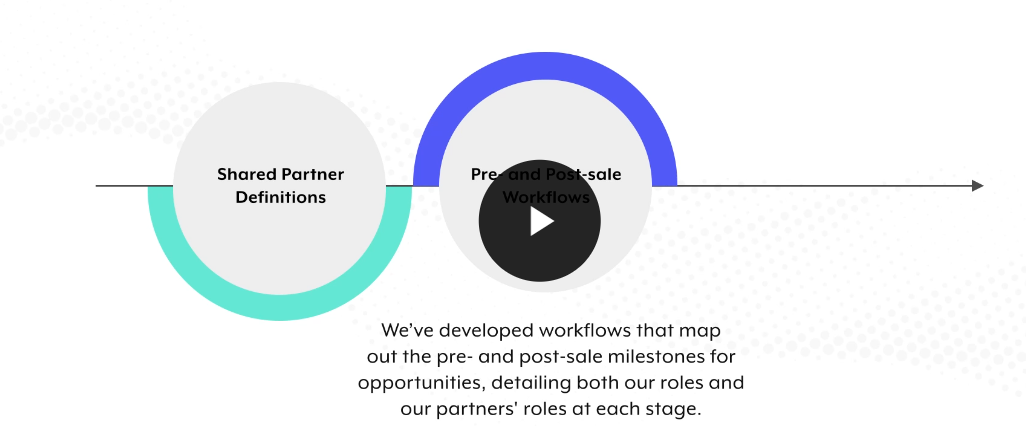 Shared Partner
Definitions
Pre- and Post-sale
Workflows
We’ve developed workflows that map
out the pre- and post-sale milestones for
opportunities, detailing both our roles and
our partners' roles at each stage.